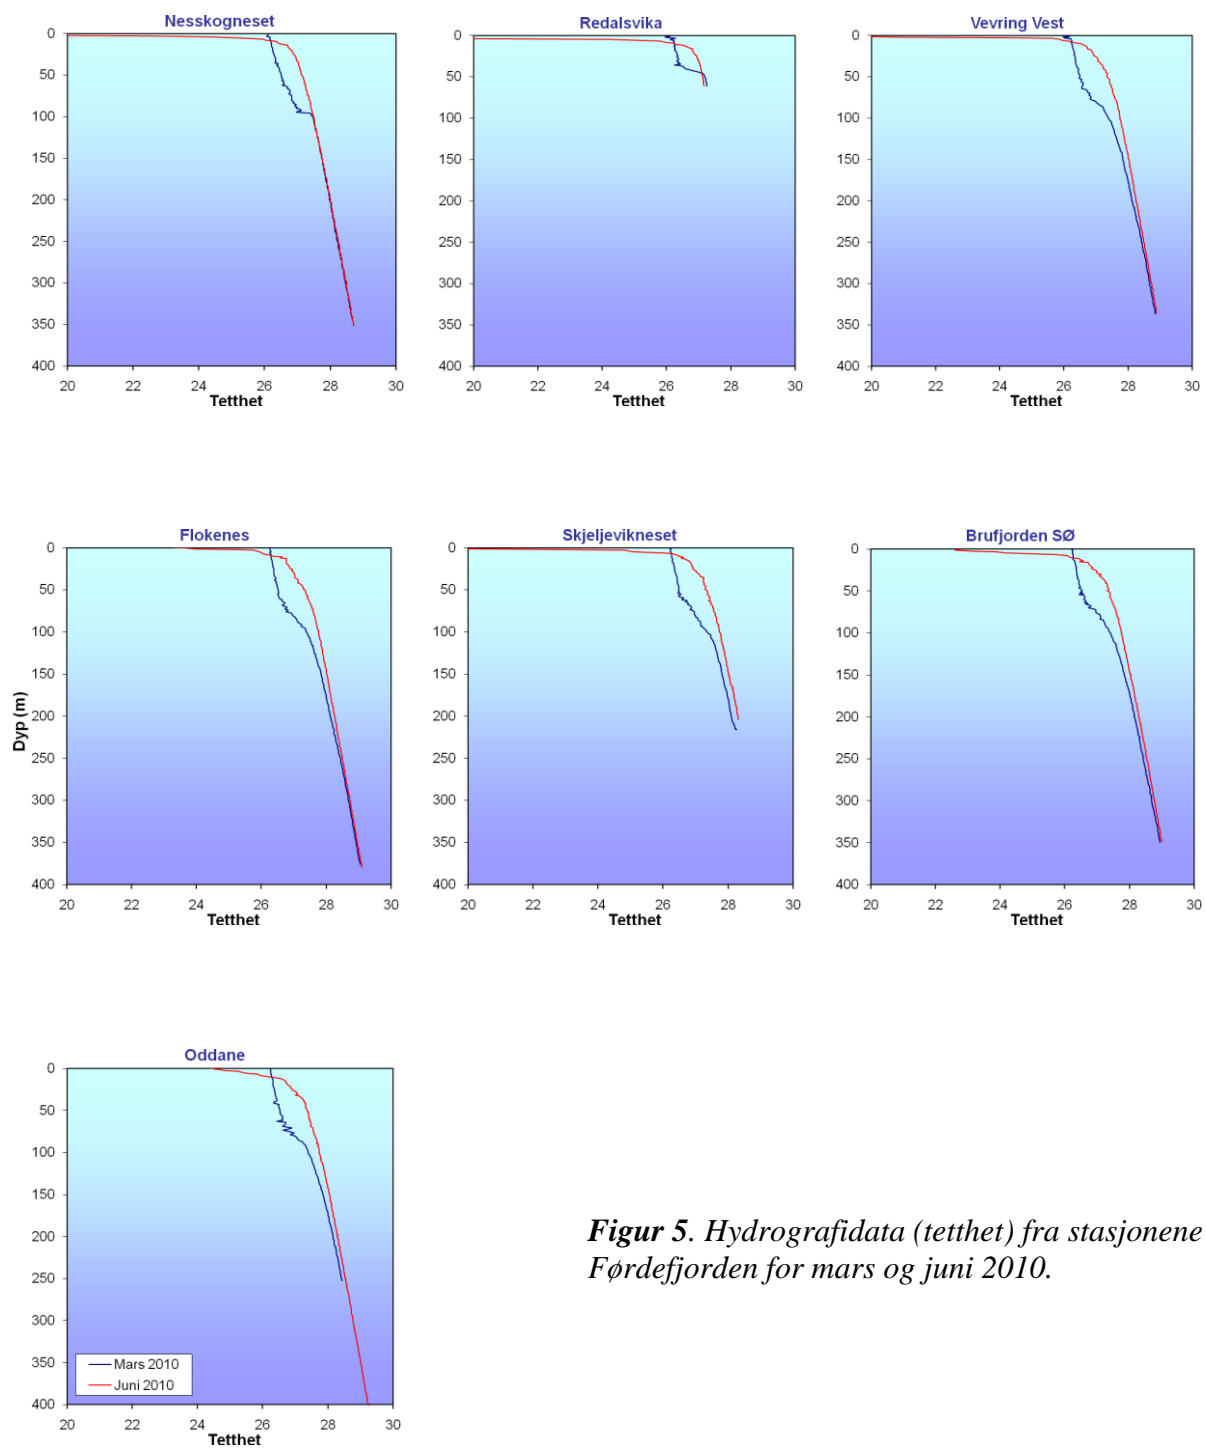 Nesskogneset
0
50
100
150
200
250
300
350
400
20 22 24 26 28 30
Tetthet
Redalsvika
0
50
100
150
200
250
300
350
400
20 22 24 26 28 30
Tetthet
Vevring Vest
0
50
100
150
200
250
300
350
400
20 22 24 26 28 30
Tetthet
Flokenes
Dyp (m)
0
50
100
150
200
250
300
350
400
20 22 24 26 28 30
Tetthet
Skjeljevikneset
0
50
100
150
200
250
300
350
400
20 22 24 26 28 30
Tetthet
Brufjorden SØ
0
50
100
150
200
250
300
350
400
20 22 24 26 28 30
Tetthet
Oddane
0
50
100
150
200
250
300
350
400
Mars 2010
Juni 2010
20 22 24 26 28 30
Tetthet
Figur 5. Hydrografidata (tetthet) fra stasjonene
Førdefjorden for mars og juni 2010.